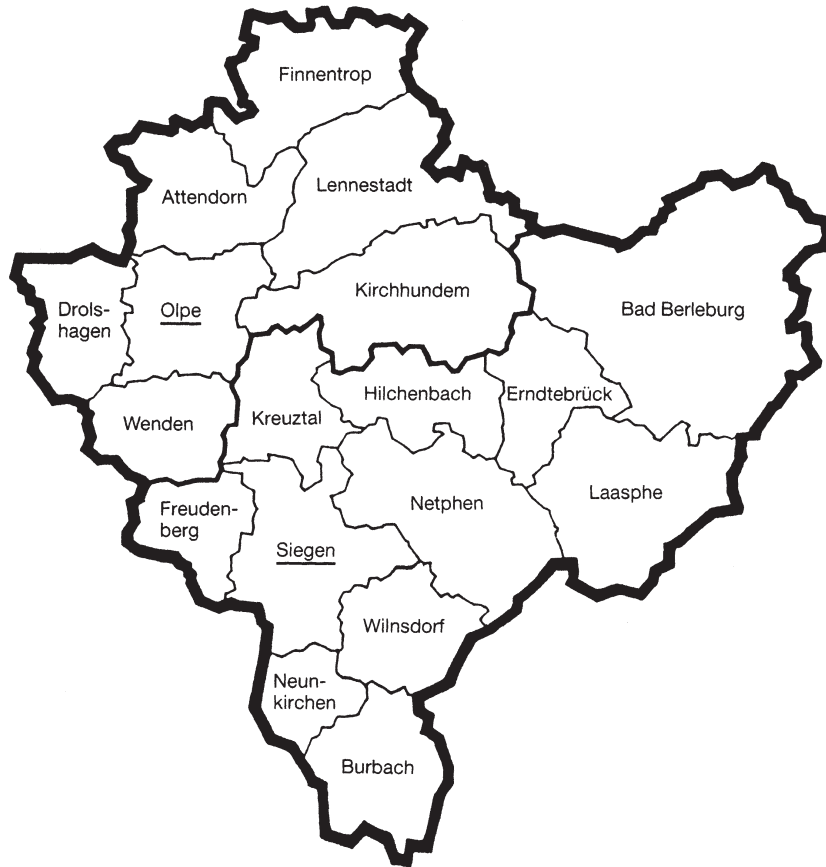 Finnentrop
Attendorn
Lennestadt
Drols-
hagen
Olpe
Kirchhundem
Bad Berleburg
Wenden
Kreuztal
Hilchenbach
Erndtebrück
Freuden-
berg
Siegen
Netphen
Laasphe
Wilnsdorf
Neun-
kirchen
Burbach